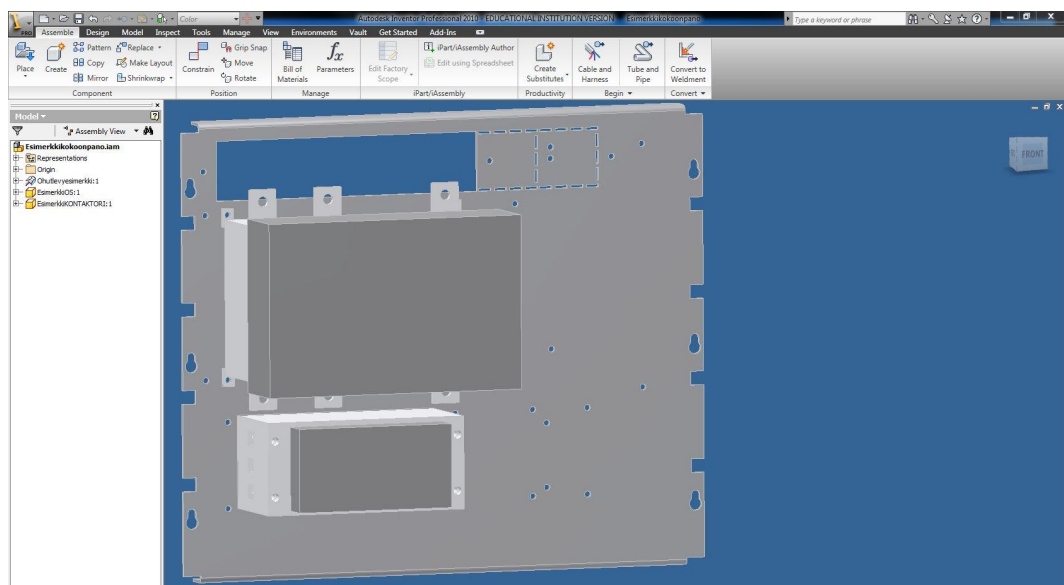 Color
Autodesk Inventor Professional 2010 - EDUCATIONAL INSTITUTION VERSION Esimerkkikokoonpano
Type a keyword or phrase
PRO Assemble Design Model Inspect Tools Manage View Environments Vault Get Started Add-Ins
Place
Create
Pattern Replace
Copy Make Layout
Mirror Shrinkwrap
Constrain
Grip Snap
Move
Rotate
Bill of
Materials
fx
Parameters
Edit Factory
Scope
iPart/iAssembly Author
Edit using Spreadsheet
Create
Substitutes
Cable and
Harness
Tube and
Pipe
Convert to
Weldment
Component Position Manage iPart/iAssembly Productivity Begin Convert
Model
Assembly View
Esimerkkikokoonpano.iam
Representations
Origin
Ohutlevyesimerkki:1
EsimerkkiOS:1
EsimerkkiKONTAKTORI:1
FRONT